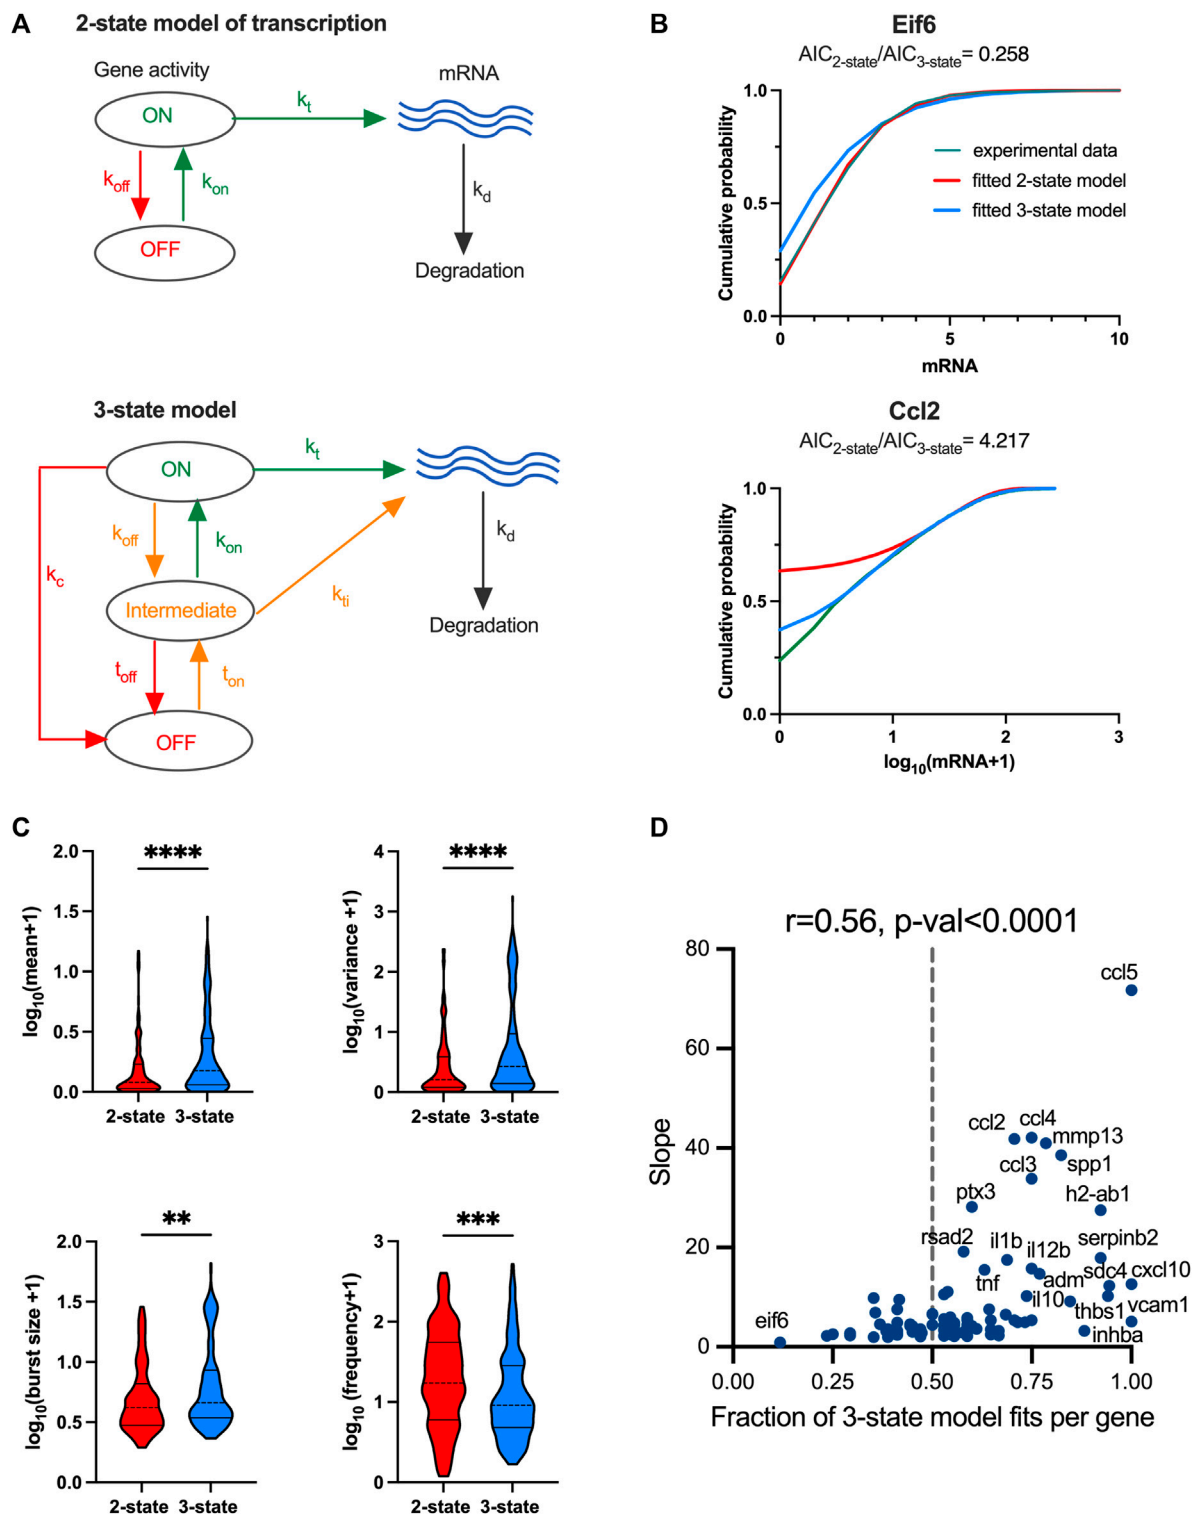 A
2-state model of transcription
Gene activity
mRNA
ON
kt
koff
kon
kd
OFF
Degradation
3-state model
ON
kt
koff
kon
kc
kd
Intermediate
kti
Degradation
toff
ton
OFF
B
Eif6
AIC2-state/AIC3-state= 0.258
Cumulative probability
1.0
0.5
0.0
experimental data
fitted 2-state model
fitted 3-state model
0 5 10
mRNA
Ccl2
AIC2-state/AIC3-state= 4.217
Cumulative probability
1.0
0.5
0.0
0 1 2 3
log10(mRNA+1)
C
****
log10(mean+1)
2.0
1.5
1.0
0.5
0.0
2-state 3-state
****
log10(variance +1)
4
3
2
1
0
2-state 3-state
**
log10(burst size +1)
2.0
1.5
1.0
0.5
0.0
2-state 3-state
***
log10 (frequency+1)
3
2
1
0
2-state 3-state
D
r=0.56, p-val<0.0001
Slope
80
60
40
20
0
ccl5
ccl2
ccl4
mmp13
ccl3
spp1
ptx3
h2-ab1
rsad2
il1b
il12b
serpinb2
tnf
adm
sdc4
cxcl10
il10
thbs1
vcam1
eif6
inhba
0.00 0.25 0.50 0.75 1.00
Fraction of 3-state model fits per gene